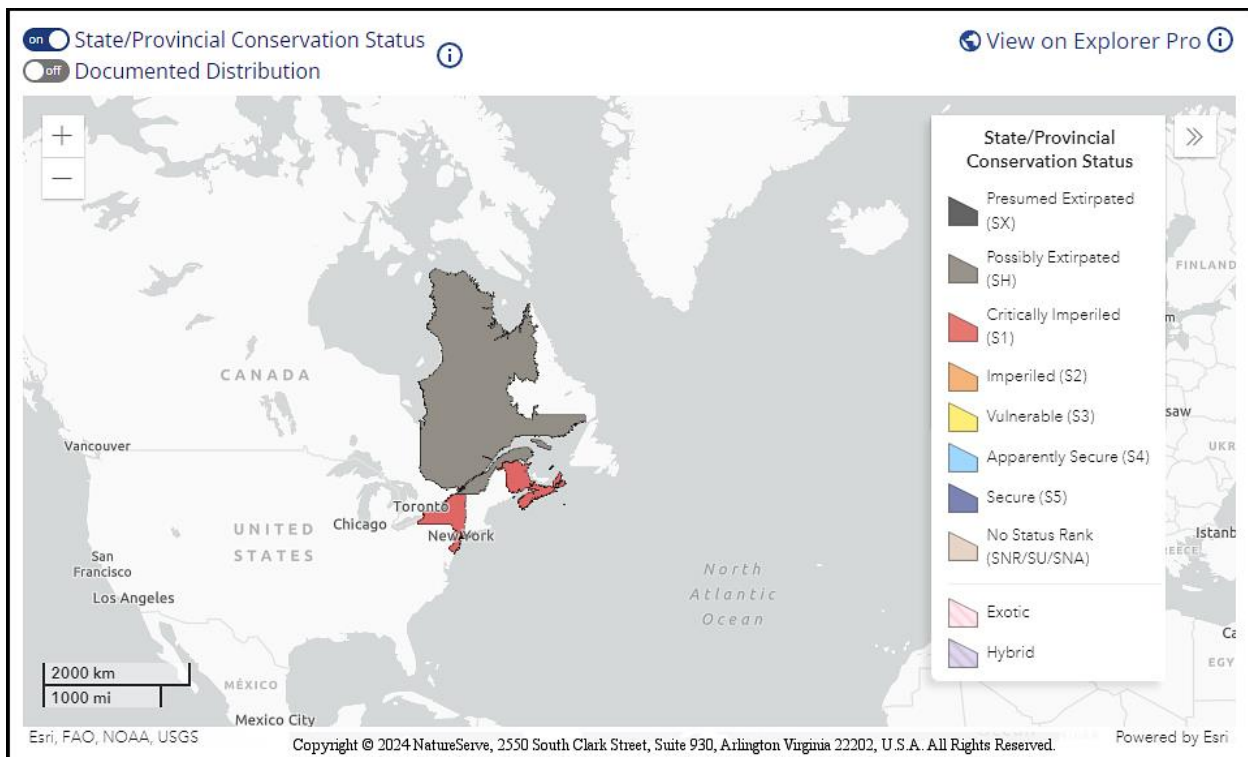 on State/Provincial Conservation Status
off Documented Distribution
View on Explorer Pro
State/Provincial
Conservation Status
Presumed Extirpated
(SX)
Possibly Extirpated
(SH)
Critically Imperiled
(S1)
Imperiled (S2)
Vulnerable (S3)
Apparently Secure (S4)
Secure (S5)
No Status Rank
(SNR/SU/SNA)
Exotic
Hybrid
CANADA
Vancouver
Toronto
Chicago
New York
UNITED
STATES
San
Francisco
Los Angeles
MÉXICO
Mexico City
North
Atlantic
Ocean
FINLAND
m
saw
UKR
Istanb
EECE
Ca
EGY
2000 km
1000 mi
Esri, FAO, NOAA, USGS
Copyright © 2024 NatureServe, 2550 South Clark Street, Suite 930, Arlington Virginia 22202, U.S.A. All Rights Reserved.
Powered by Esri